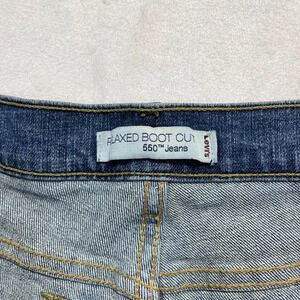 RELAXED BOOT CUT
550™ Jeans
Levi's